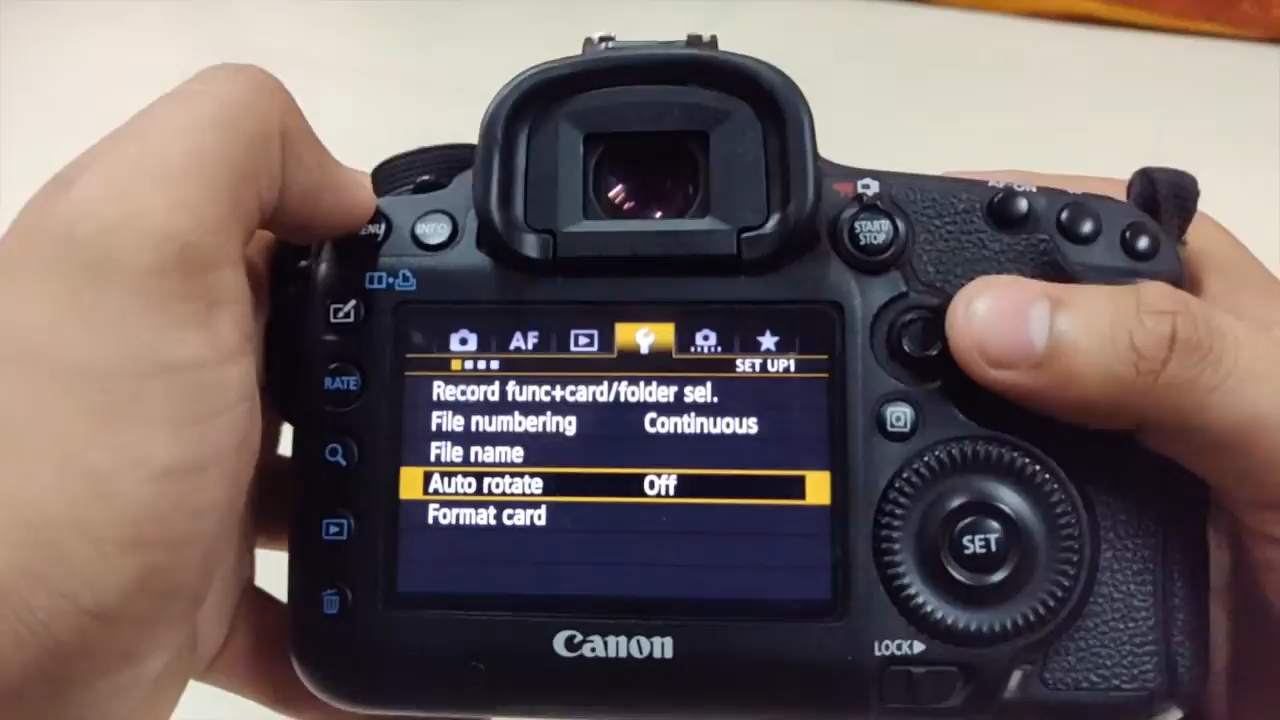 AF-ON
MENU
INFO
START/
STOP
AF
SET UP1
Record func+card/folder sel.
File numbering Continuous
File name
Auto rotate Off
Format card
RATE
Q
SET
Canon
LOCK